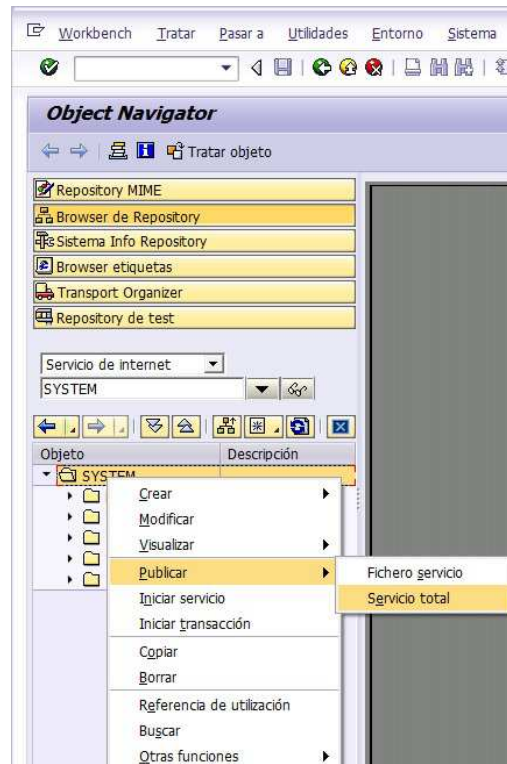 Workbench Tratar Pasar a Utilidades Entorno Sistema
Object Navigator
Tratar objeto
Repository MIME
Browser de Repository
Sistema Info Repository
Browser etiquetas
Transport Organizer
Repository de test
Servicio de internet
SYSTEM
Objeto Descripción
SYSTEM
Crear
Modificar
Visualizar
Publicar Fichero servicio
Iniciar servicio Servicio total
Iniciar transacción
Copiar
Borrar
Referencia de utilización
Buscar
Otras funciones